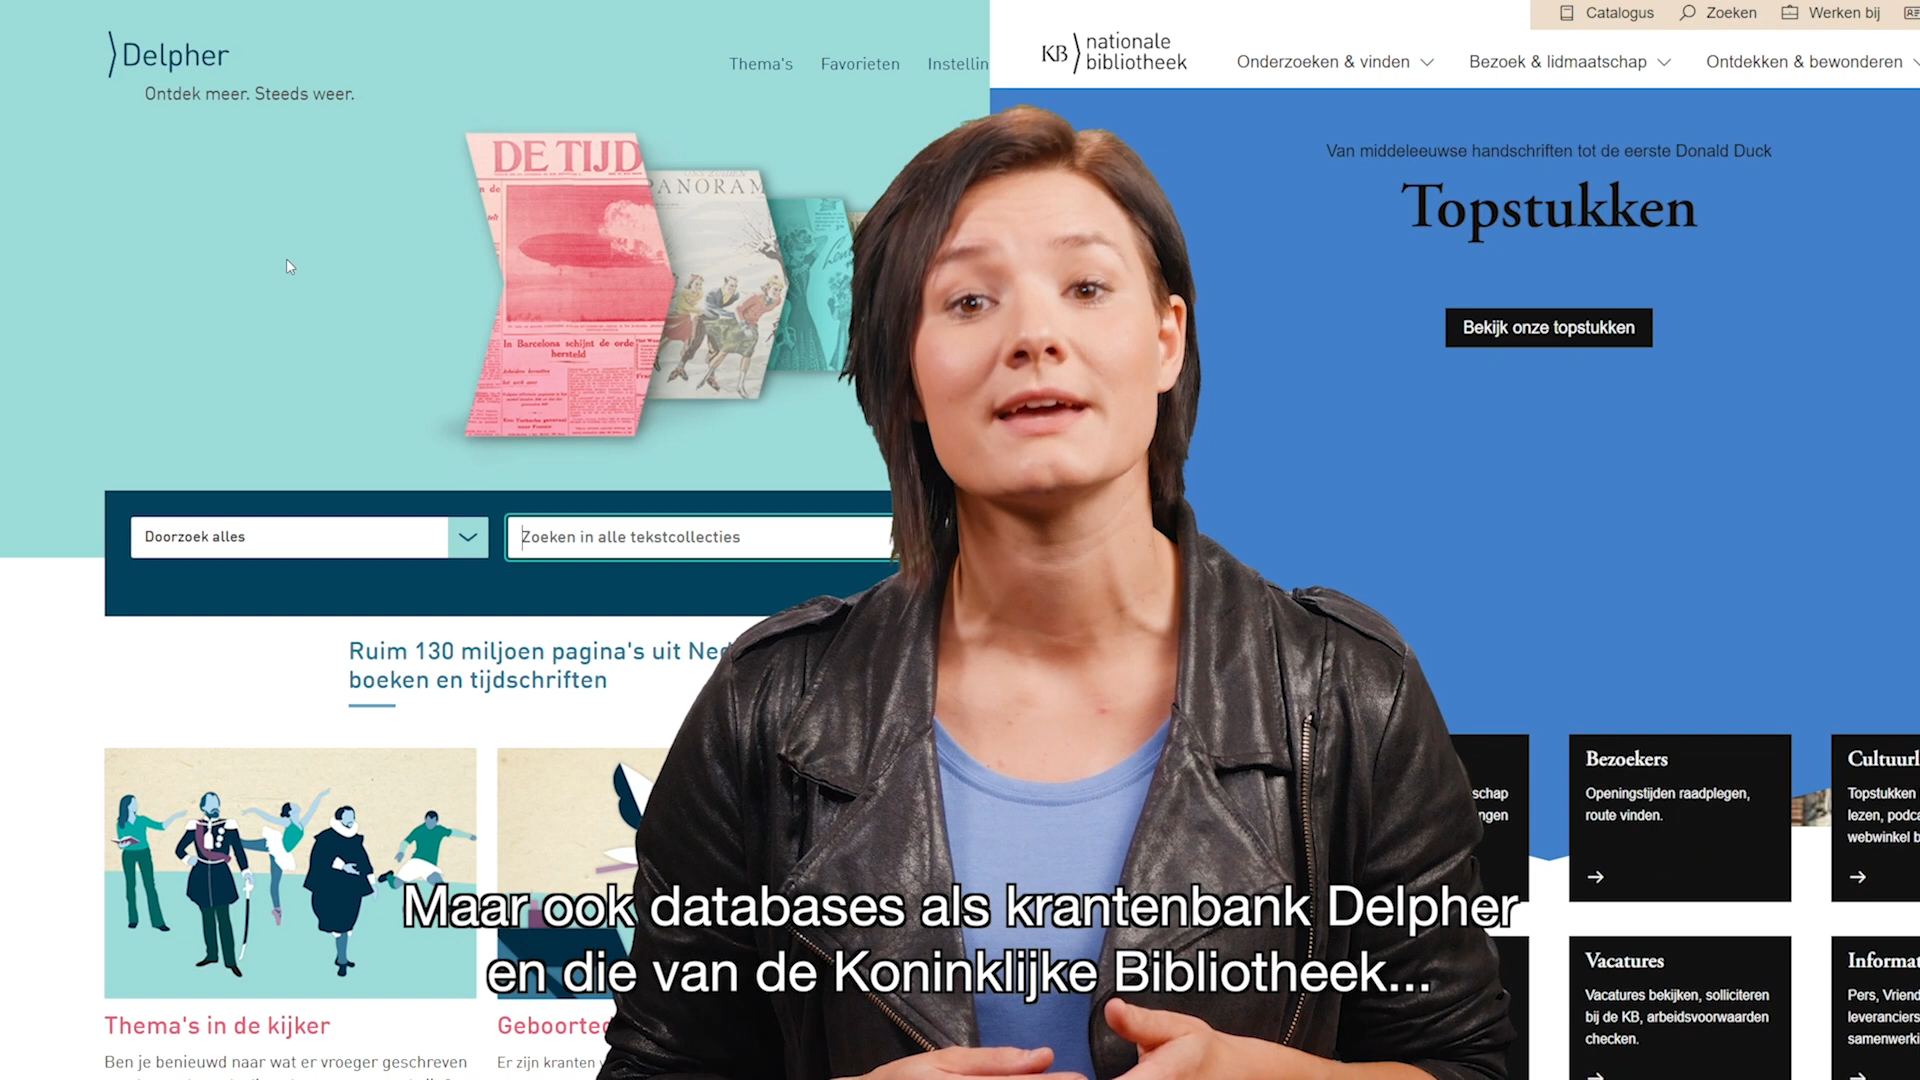 Delpher
Ontdek meer. Steeds weer.
Thema's
Favorieten
Instellin
DE TIJD
PANORAM
In Barcelona schijnt de orde
hersteld
Doorzoek alles
Zoeken in alle tekstcollecties
Ruim 130 miljoen pagina's uit Ned
boeken en tijdschriften
Thema's in de kijker
Ben je benieuwd naar wat er vroeger geschreven
Geboorted
Er zijn kranten
Catalogus
Zoeken
Werken bij
KB nationale
bibliotheek
Onderzoeken & vinden
Bezoek & lidmaatschap
Ontdekken & bewonderen
Van middeleeuwse handschriften tot de eerste Donald Duck
Topstukken
Bekijk onze topstukken
schap
ngen
Bezoekers
Openingstijden raadplegen,
route vinden.
Cultuurl
Topstukken
lezen, podca
webwinkel b
Vacatures
Vacatures bekijken, solliciteren
bij de KB, arbeidsvoorwaarden
checken.
Informat
Pers, Vriend
leveranciers
samenwerki
Maar ook databases als krantenbank Delpher
en die van de Koninklijke Bibliotheek...